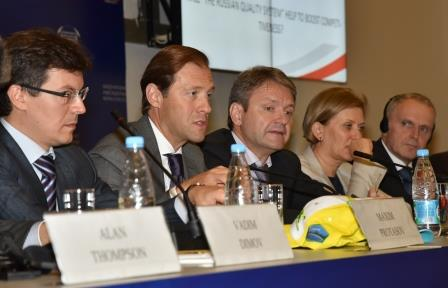 THE "RUSSIAN QUALITY SYSTEM" HELP TO BOOST COMPETI-
TIVENESS?
ALAN
THOMPSON
VADIM
DIMOV
MAXIM
PROTASOV